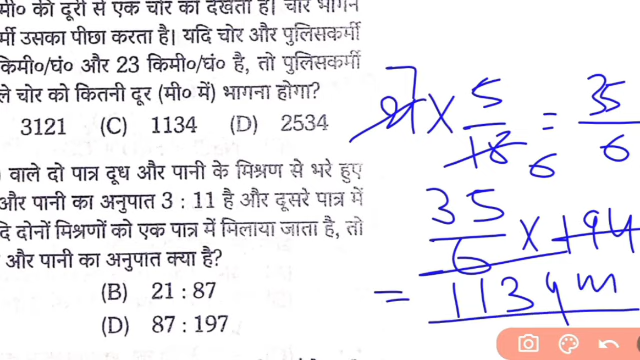 मी० की दूरी से एक चोर को देखता है। चोर भागन
र्मी उसका पीछा करता है। यदि चोर और पुलिसकर्मी
किमी०/घं० और 23 किमी०/घं० है, तो पुलिसकर्मी
ले चोर को कितनी दूर (मी० में) भागना होगा?
3121 (C) 1134 (D) 2534
वाले दो पात्र दूध और पानी के मिश्रण से भरे हुए
और पानी का अनुपात 3 : 11 है और दूसरे पात्र में
दि दोनों मिश्रणों को एक पात्र में मिलाया जाता है, तो
और पानी का अनुपात क्या है?
(B) 21 : 87
(D) 87 : 197
× 5/18 6 = 35/6
35/6 × 194
= 1134 m